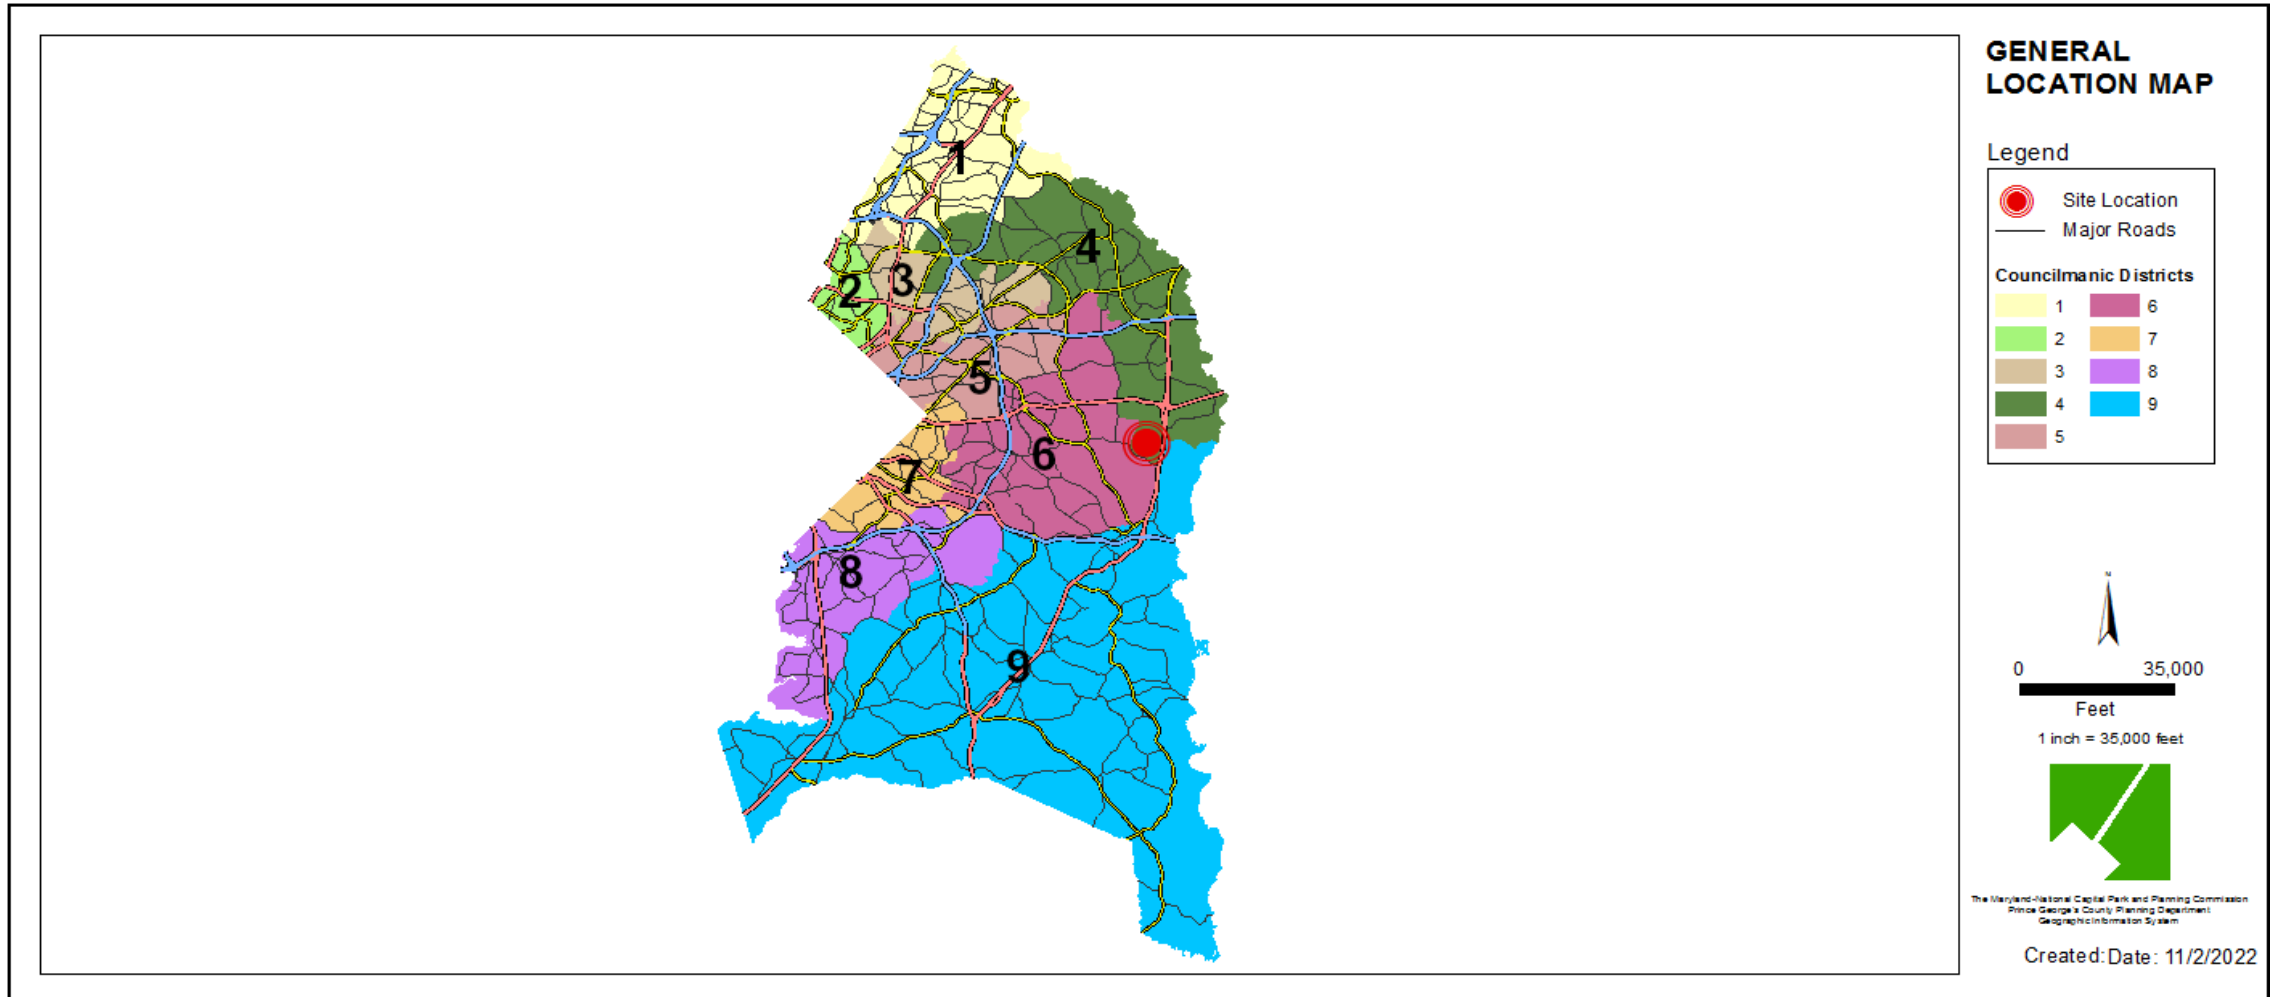 GENERAL
LOCATION MAP
Legend
Site Location
Major Roads
Councilmanic Districts
1
6
2
7
3
8
4
9
5
1
2
3
4
5
6
7
8
9
N
0 35,000
Feet
1 inch = 35,000 feet
The Maryland-National Capital Park and Planning Commission
Prince George's County Planning Department
Geographic Information System
Created: Date: 11/2/2022